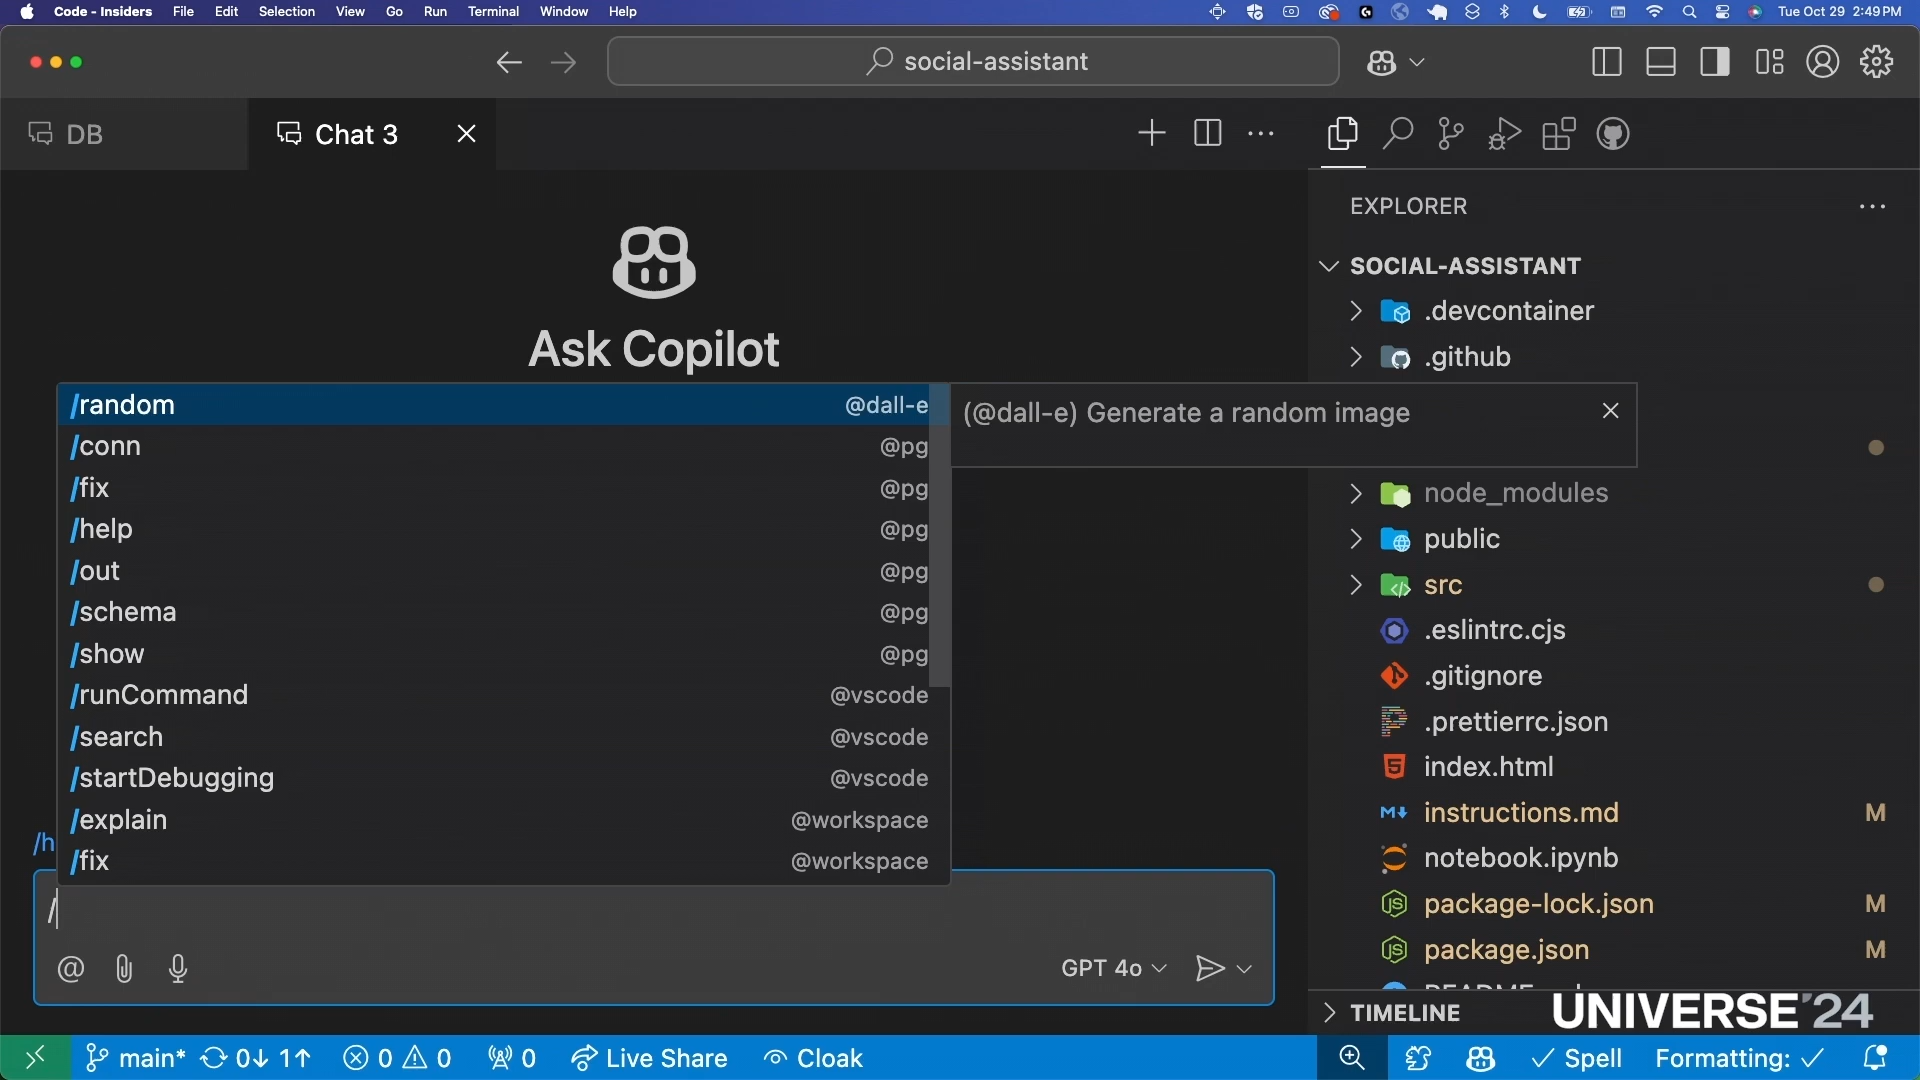 Code - Insiders File Edit Selection View Go Run Terminal Window Help Tue Oct 29 2:49 PM
social-assistant
DB
Chat 3
Ask Copilot
/random @dall-e
/conn @pg
/fix @pg
/help @pg
/out @pg
/schema @pg
/show @pg
/runCommand @vscode
/search @vscode
/startDebugging @vscode
/explain @workspace
/fix @workspace
(@dall-e) Generate a random image
/h
/
GPT 4o
EXPLORER
SOCIAL-ASSISTANT
.devcontainer
.github
node_modules
public
src
.eslintrc.cjs
.gitignore
.prettierrc.json
index.html
instructions.md M
notebook.ipynb
package-lock.json M
package.json M
TIMELINE
UNIVERSE'24
main* 0↓ 1↑ 0 0 0 Live Share Cloak Spell Formatting: ✓